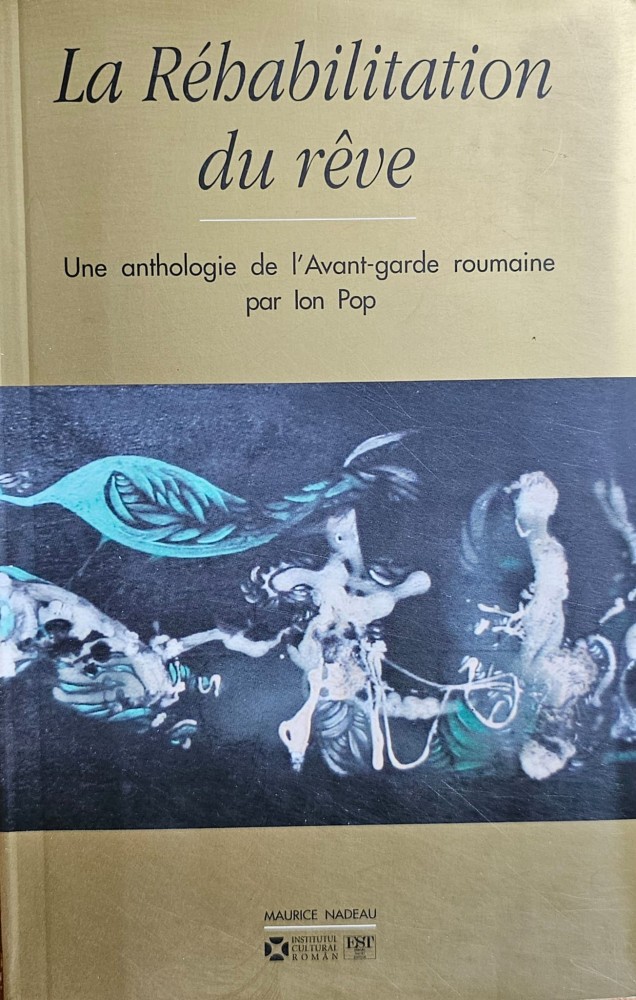 La Réhabilitation
du rêve
Une anthologie de l'Avant-garde roumaine
par Ion Pop
MAURICE NADEAU
INSTITUTUL
CULTURAL
ROMÂN
EST